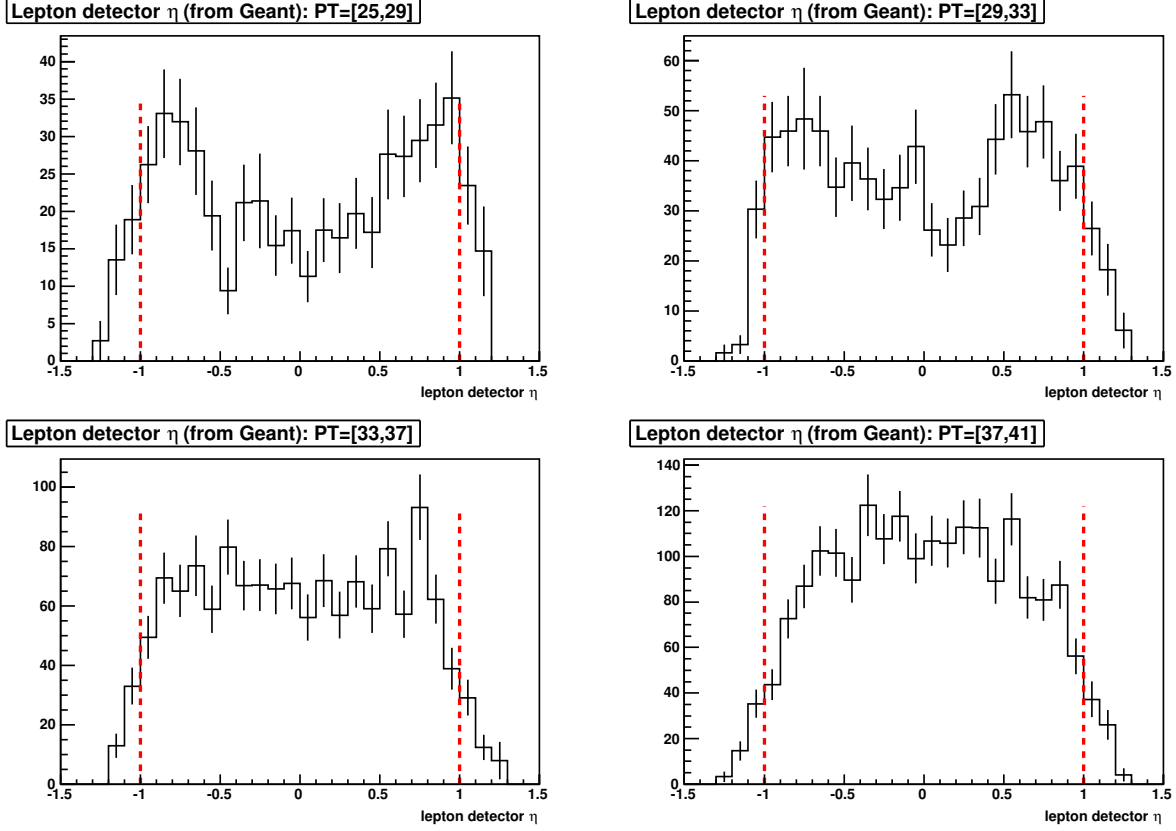 Lepton detector η (from Geant): PT=[25,29]
40
35
30
25
20
15
10
5
0
-1.5 -1 -0.5 0 0.5 1 1.5
lepton detector η
Lepton detector η (from Geant): PT=[29,33]
60
50
40
30
20
10
0
-1.5 -1 -0.5 0 0.5 1 1.5
lepton detector η
Lepton detector η (from Geant): PT=[33,37]
100
80
60
40
20
0
-1.5 -1 -0.5 0 0.5 1 1.5
lepton detector η
Lepton detector η (from Geant): PT=[37,41]
140
120
100
80
60
40
20
0
-1.5 -1 -0.5 0 0.5 1 1.5
lepton detector η